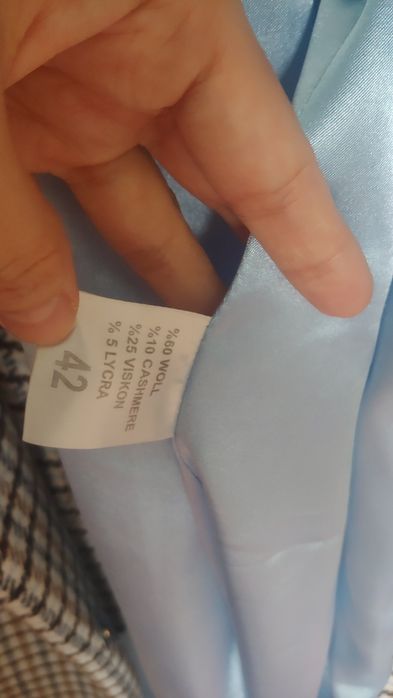 %60 WOLL
%10 CASHMERE
%25 VISKON
% 5 LYCRA
42